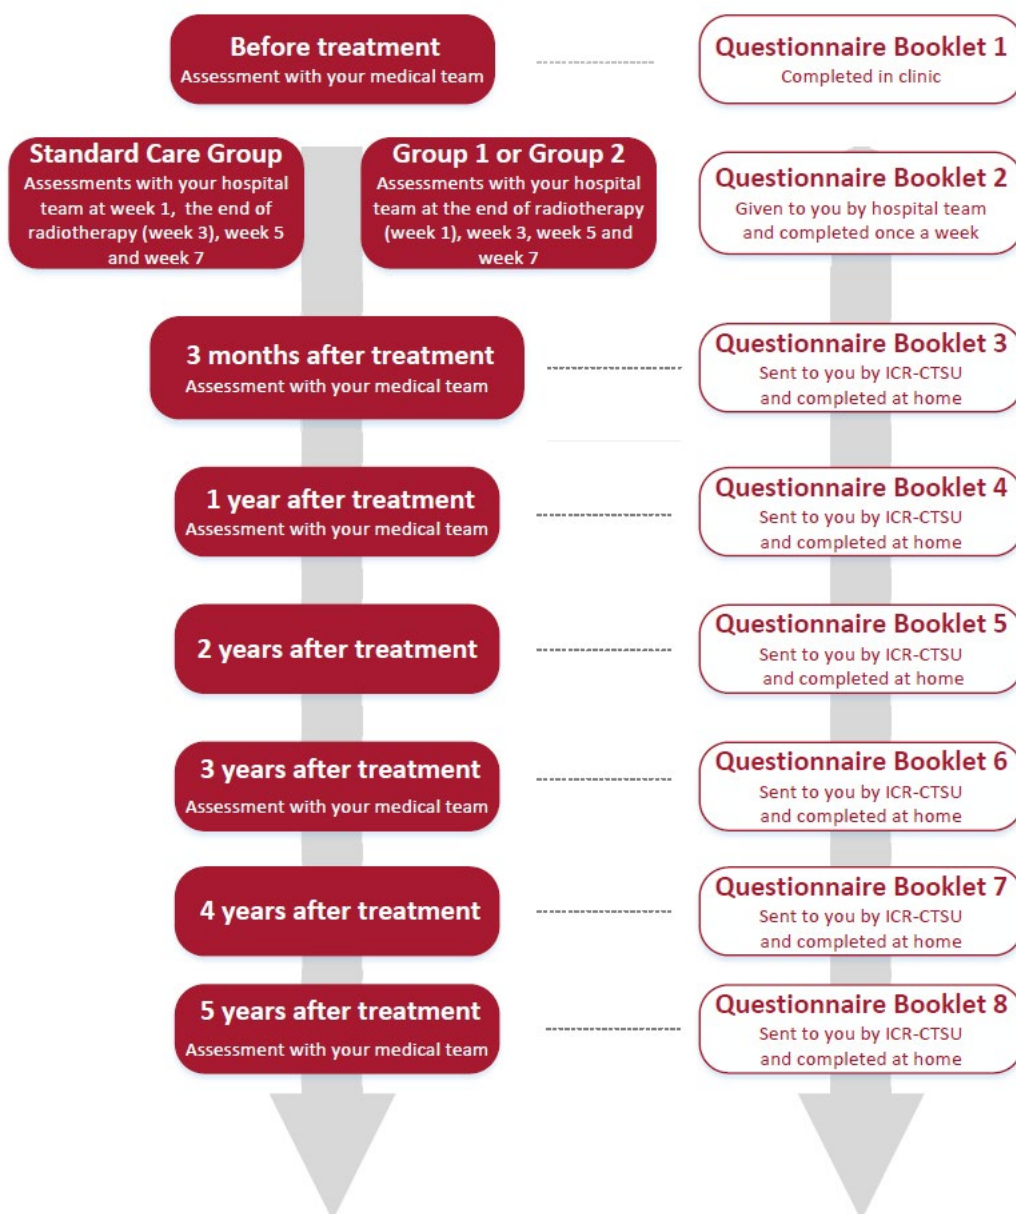 Before treatment
Assessment with your medical team
Questionnaire Booklet 1
Completed in clinic
Standard Care Group
Assessments with your hospital
team at week 1, the end of
radiotherapy (week 3), week 5
and week 7
Group 1 or Group 2
Assessments with your hospital
team at the end of radiotherapy
(week 1), week 3, week 5 and
week 7
Questionnaire Booklet 2
Given to you by hospital team
and completed once a week
3 months after treatment
Assessment with your medical team
Questionnaire Booklet 3
Sent to you by ICR-CTSU
and completed at home
1 year after treatment
Assessment with your medical team
Questionnaire Booklet 4
Sent to you by ICR-CTSU
and completed at home
2 years after treatment
Questionnaire Booklet 5
Sent to you by ICR-CTSU
and completed at home
3 years after treatment
Assessment with your medical team
Questionnaire Booklet 6
Sent to you by ICR-CTSU
and completed at home
4 years after treatment
Questionnaire Booklet 7
Sent to you by ICR-CTSU
and completed at home
5 years after treatment
Assessment with your medical team
Questionnaire Booklet 8
Sent to you by ICR-CTSU
and completed at home